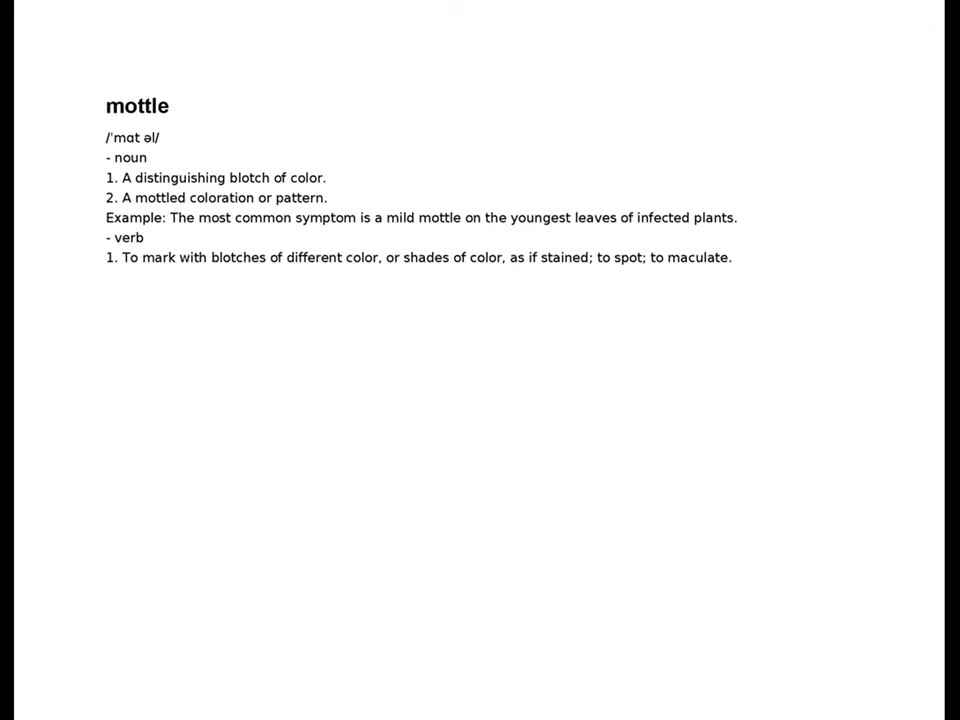 mottle
/ˈmɑt əl/
- noun
1. A distinguishing blotch of color.
2. A mottled coloration or pattern.
Example: The most common symptom is a mild mottle on the youngest leaves of infected plants.
- verb
1. To mark with blotches of different color, or shades of color, as if stained; to spot; to maculate.